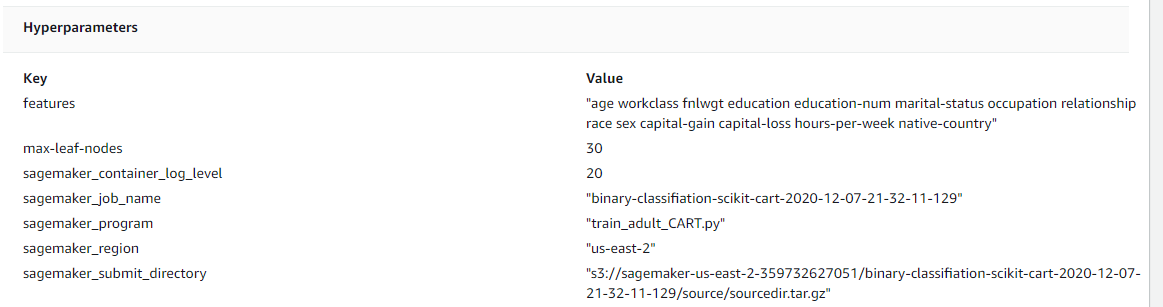 Hyperparameters
Key Value
features "age workclass fnlwgt education education-num marital-status occupation relationship
race sex capital-gain capital-loss hours-per-week native-country"
max-leaf-nodes 30
sagemaker_container_log_level 20
sagemaker_job_name "binary-classifiation-scikit-cart-2020-12-07-21-32-11-129"
sagemaker_program "train_adult_CART.py"
sagemaker_region "us-east-2"
sagemaker_submit_directory "s3://sagemaker-us-east-2-359732627051/binary-classifiation-scikit-cart-2020-12-07-
21-32-11-129/source/sourcedir.tar.gz"